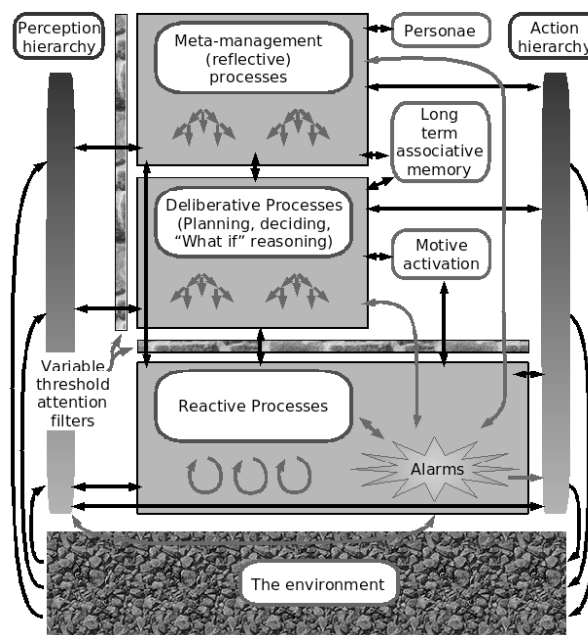 Perception
hierarchy
Meta-management
(reflective)
processes
Personae
Action
hierarchy
Long
term
associative
memory
Deliberative Processes
(Planning, deciding,
“What if” reasoning)
Motive
activation
Variable
threshold
attention
filters
Reactive Processes
Alarms
The environment